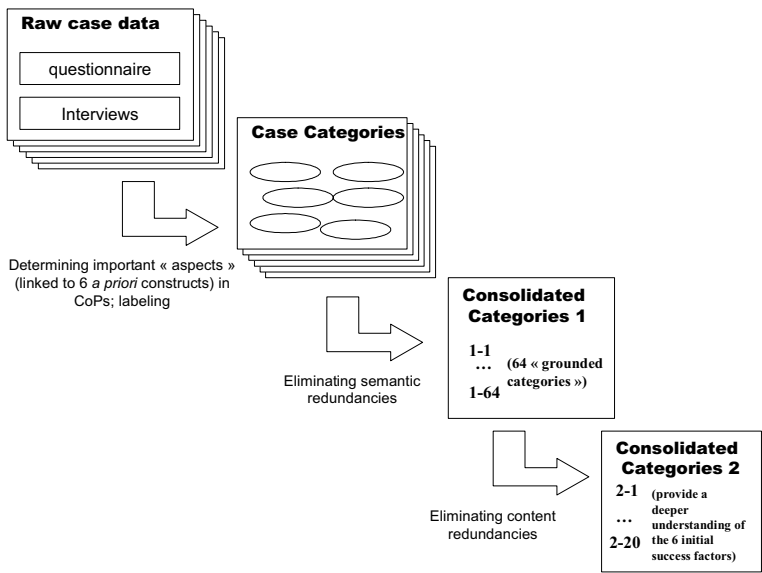 Raw case data
questionnaire
Interviews
Case Categories
Determining important « aspects »
(linked to 6 a priori constructs) in
CoPs; labeling
Consolidated
Categories 1
1-1
...
1-64
(64 « grounded
categories »)
Eliminating semantic
redundancies
Consolidated
Categories 2
2-1
...
2-20
(provide a
deeper
understanding of
the 6 initial
success factors)
Eliminating content
redundancies